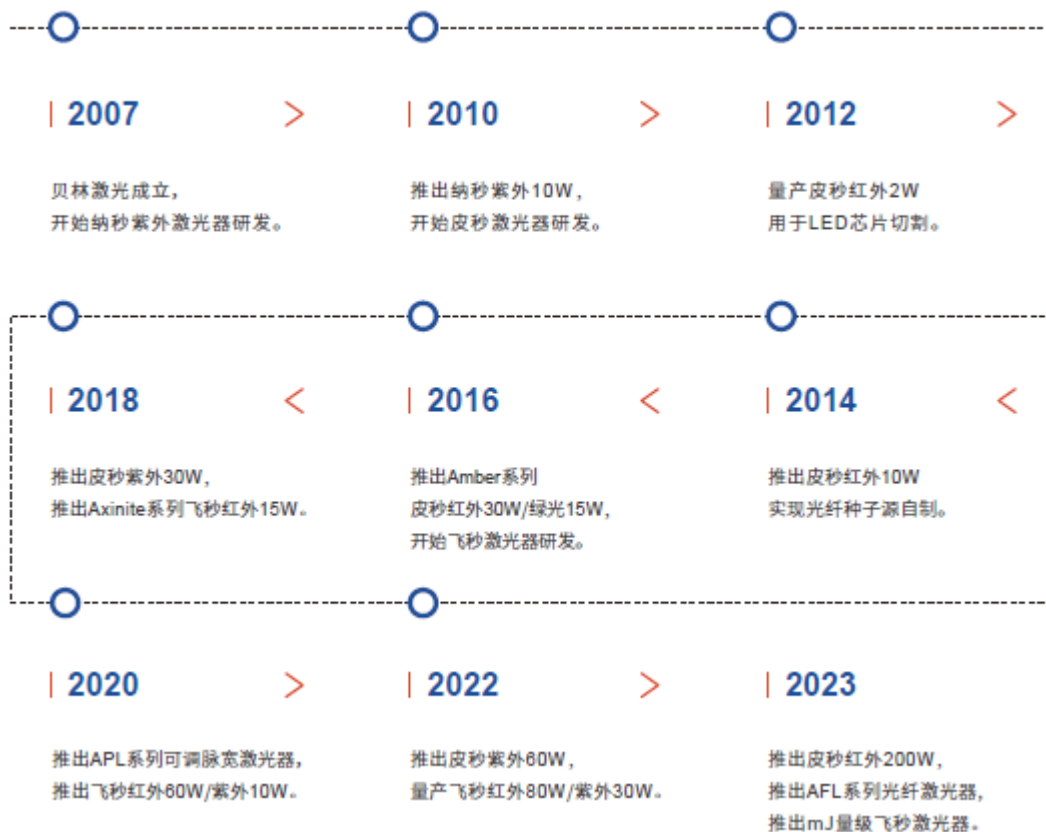 2007
贝林激光成立，
开始纳秒紫外激光器研发。
2010
推出纳秒紫外10W，
开始皮秒激光器研发。
2012
量产皮秒红外2W
用于LED芯片切割。
2014
推出皮秒红外10W
实现光纤种子源自制。
2016
推出Amber系列
皮秒红外30W/绿光15W，
开始飞秒激光器研发。
2018
推出皮秒紫外30W，
推出Axinite系列飞秒红外15W。
2020
推出APL系列可调脉宽激光器，
推出飞秒红外60W/紫外10W。
2022
推出皮秒紫外60W，
量产飞秒红外80W/紫外30W。
2023
推出皮秒红外200W，
推出AFL系列光纤激光器，
推出mJ量级飞秒激光器。